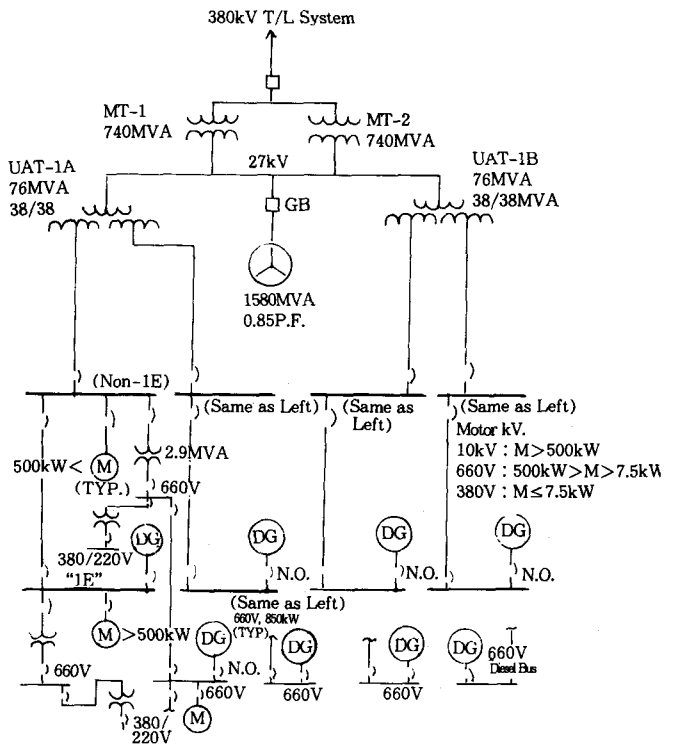 380kV T/L System
MT-1
740MVA
MT-2
740MVA
27kV
UAT-1A
76MVA
38/38
UAT-1B
76MVA
38/38MVA
GB
1580MVA
0.85P.F.
(Non-1E)
(Same as Left)
(Same as
Left)
(Same as Left)
Motor kV.
10kV : M>500kW
660V : 500kW>M>7.5kW
380V : M≤7.5kW
500kW< M
(TYP.)
2.9MVA
660V
380/220V
DG
DG
N.O.
DG
N.O.
DG
N.O.
"1E"
(Same as Left)
M >500kW
660V, 850kW
(TYP)
DG
N.O.
DG
DG
DG
660V
Diesel Bus
660V
660V
660V
660V
380/
220V
M